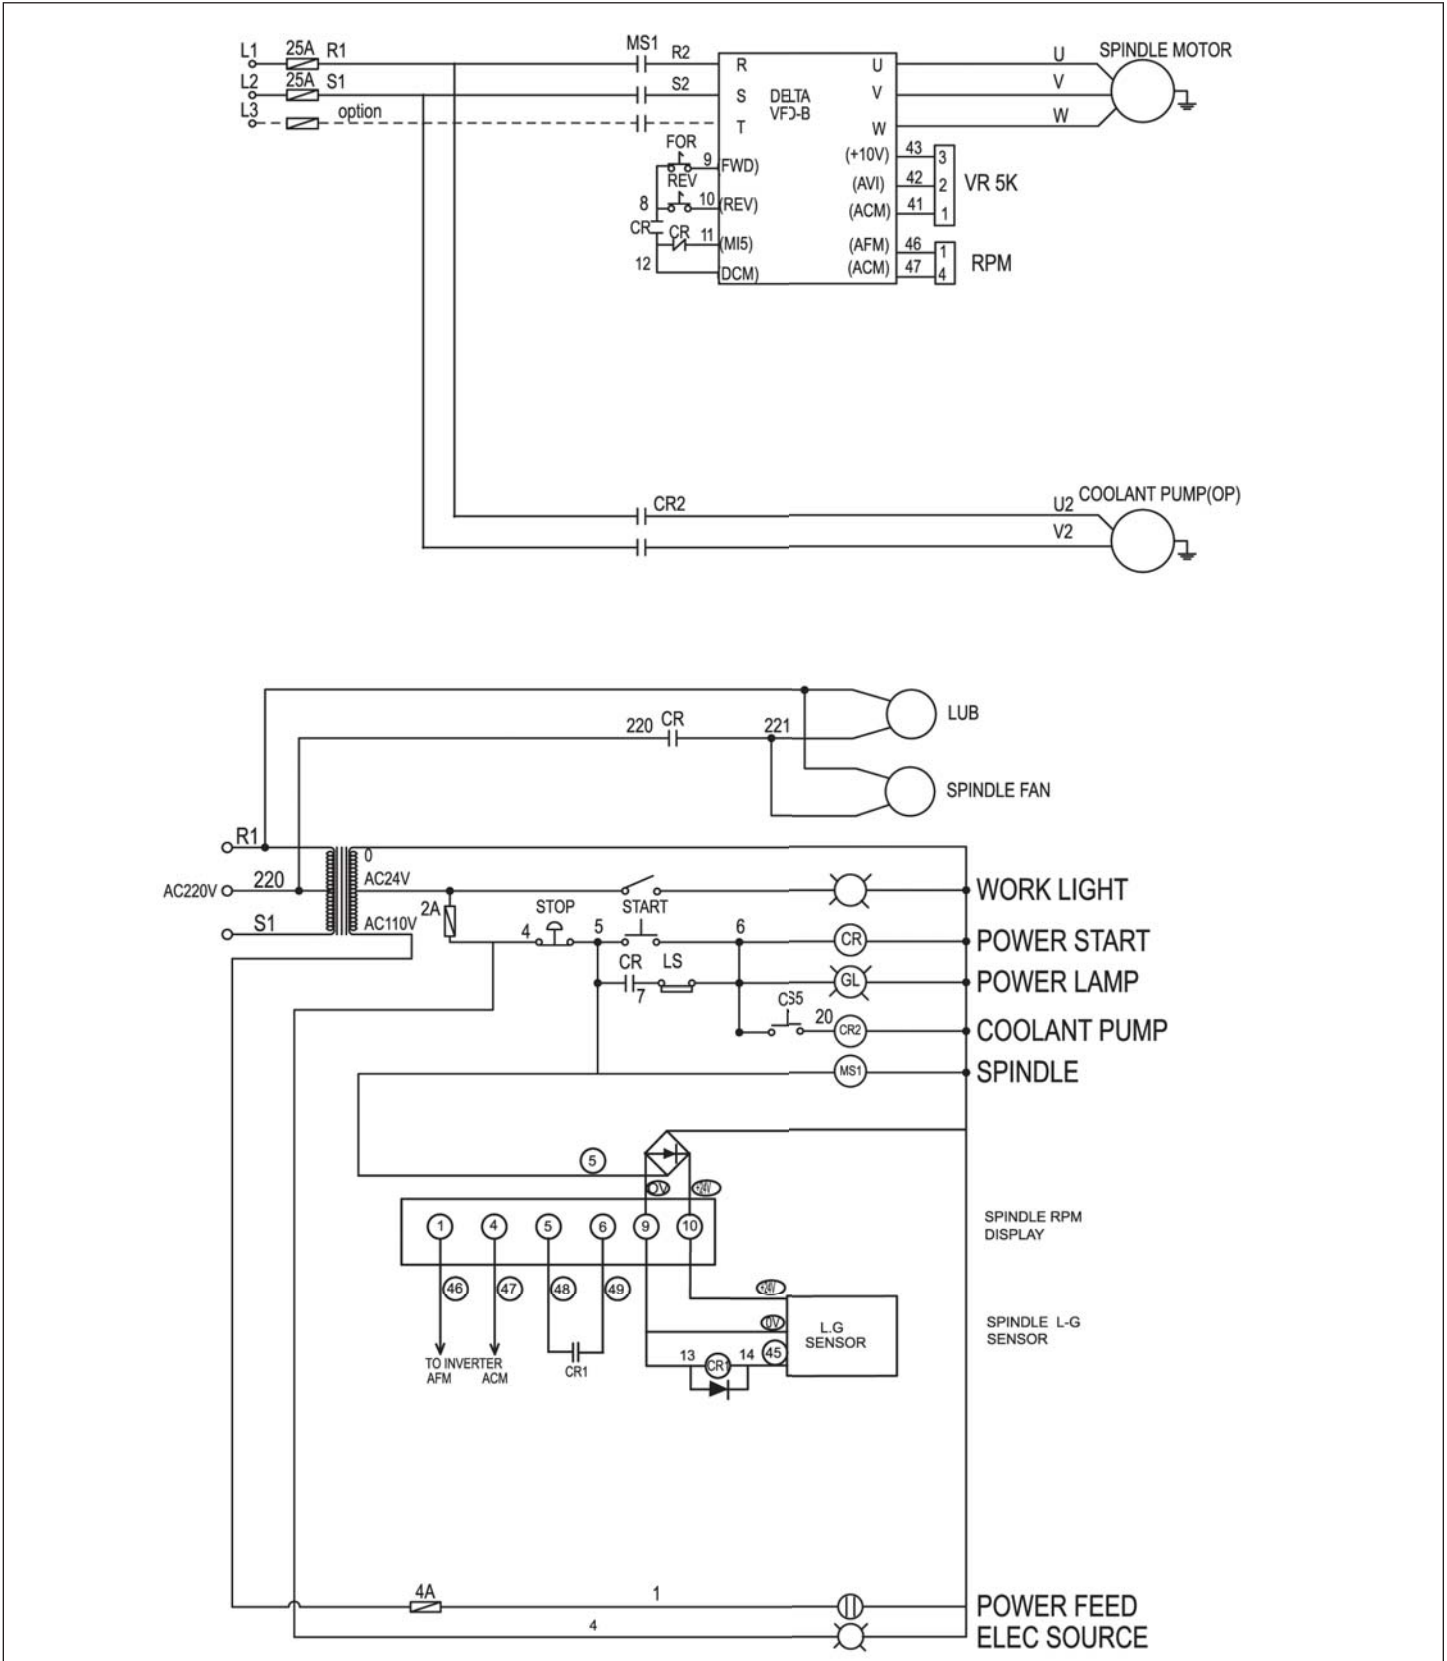 L1 25A R1 MS1 R2 R U U SPINDLE MOTOR
L2 25A S1 S2 S DELTA V V
L3 option T VFD-B W W
FOR 9 FWD) (+10V) 43 3
REV 10 (REV) (AVI) 42 2 VR 5K
8 (ACM) 41 1
CR CR 11 (MI5) (AFM) 46 1 RPM
12 DCM) (ACM) 47 4
CR2 U2 COOLANT PUMP(OP)
V2
LUB
220 CR 221
SPINDLE FAN
R1 0
AC220V 220 AC24V WORK LIGHT
S1 AC110V 2A STOP START
4 5 6 CR POWER START
CR LS GL POWER LAMP
7
20 CR2 COOLANT PUMP
MS1 SPINDLE
5
0V +24V
1 4 5 6 9 10 SPINDLE RPM
DISPLAY
46 47 48 49 +24V
0V L.G SPINDLE L-G
SENSOR SENSOR
13 CR1 14 45
TO INVERTER CR1
AFM ACM
4A 1 POWER FEED
4 ELEC SOURCE